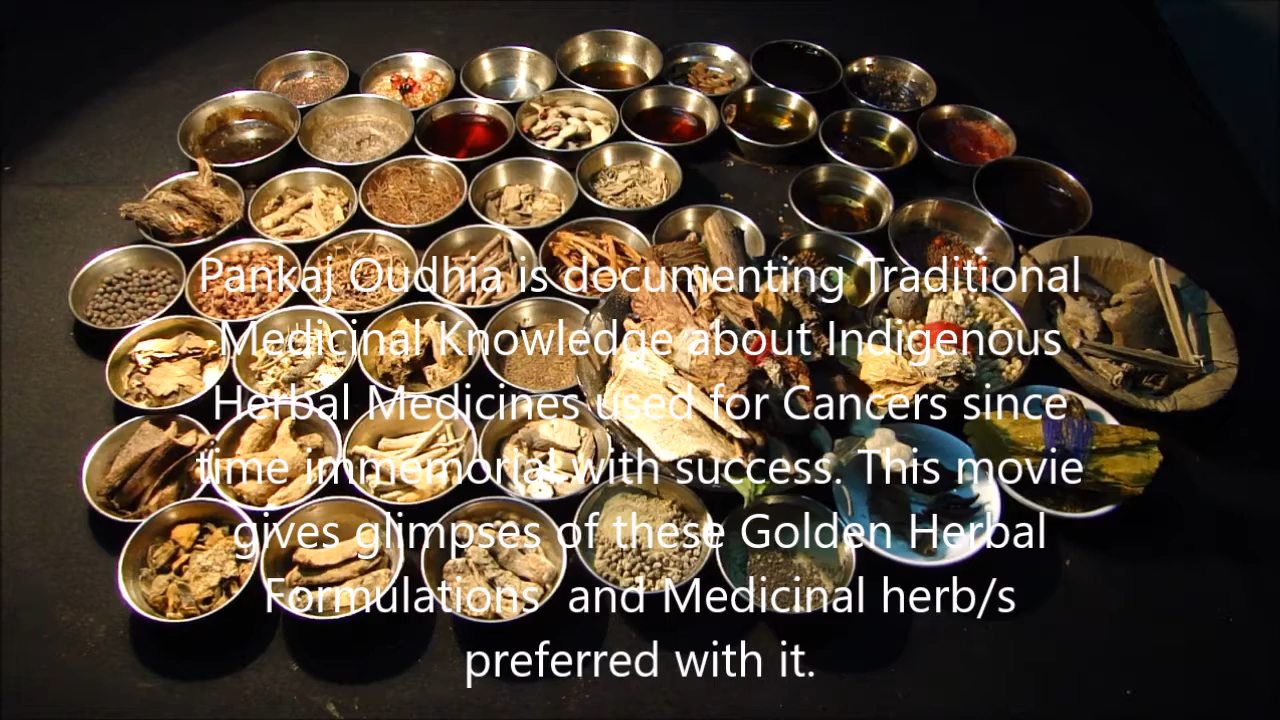 Pankaj Oudhia is documenting Traditional
Medicinal Knowledge about Indigenous
Herbal Medicines used for Cancers since
time immemorial with success. This movie
gives glimpses of these Golden Herbal
Formulations  and Medicinal herb/s
preferred with it.